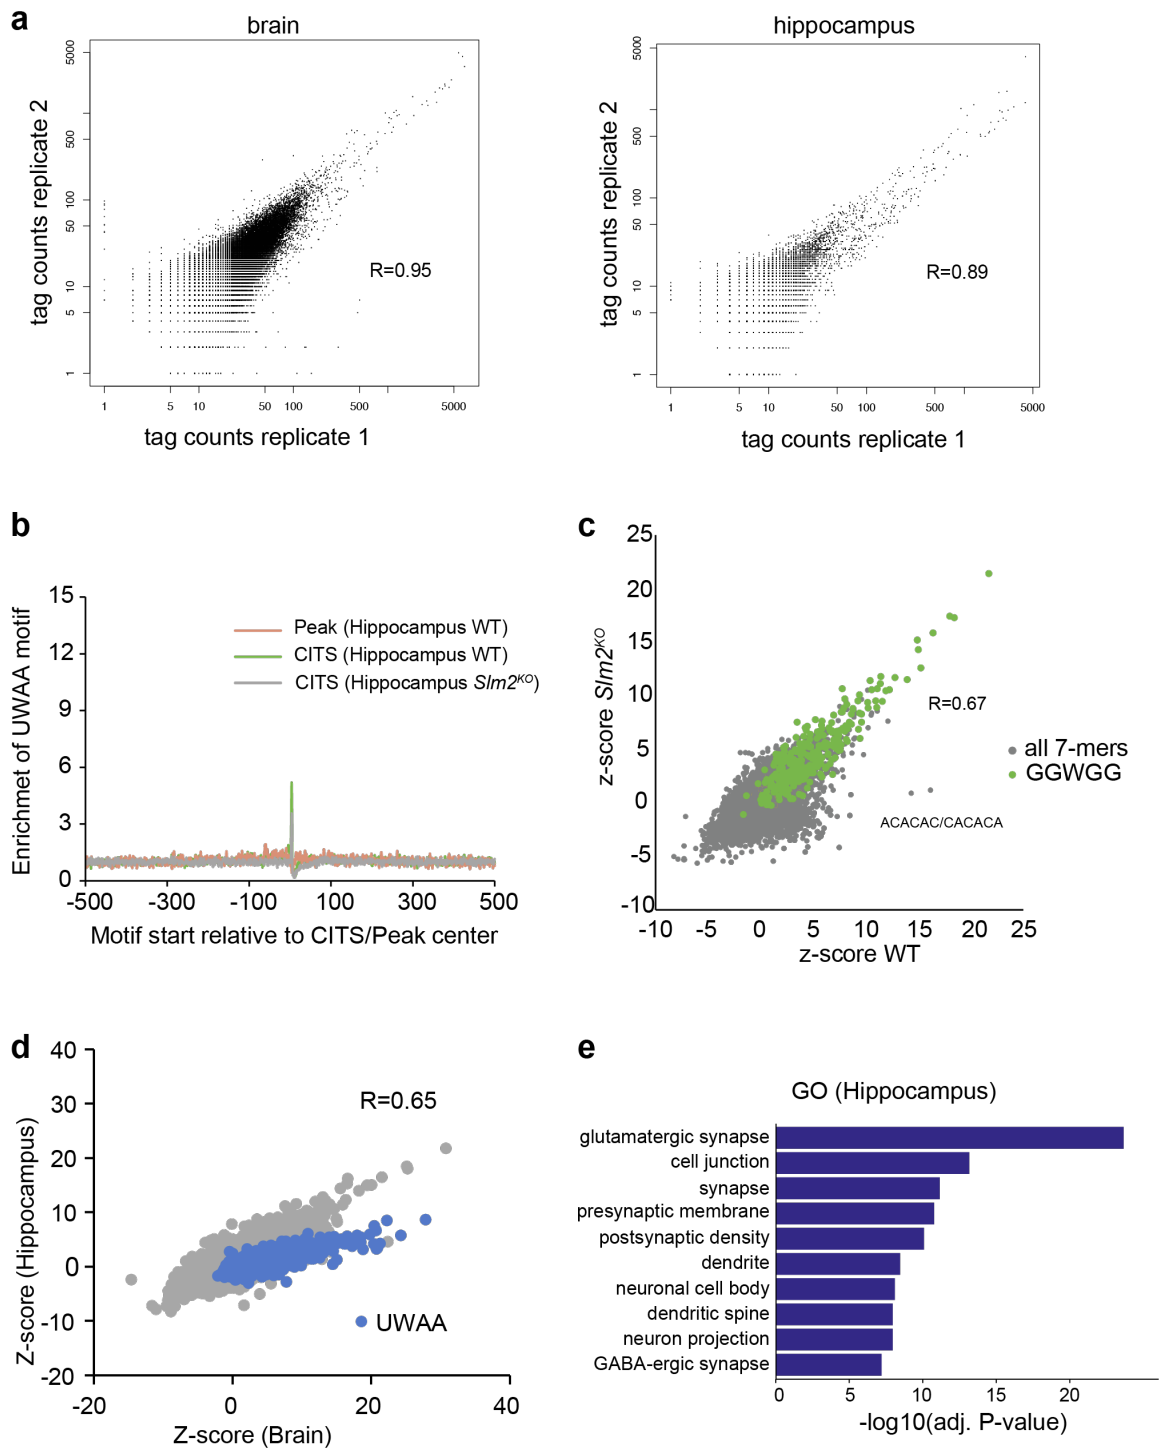 a
brain
hippocampus
tag counts replicate 2
5000
500
100
50
10
5
1
R=0.95
1
5
10
50
100
500
5000
tag counts replicate 1
tag counts replicate 2
5000
500
100
50
10
5
1
R=0.89
1
5
10
50
100
500
5000
tag counts replicate 1
b
Enrichmet of UWAA motif
15
12
9
6
3
0
Peak (Hippocampus WT)
CITS (Hippocampus WT)
CITS (Hippocampus Slm2KO)
-500
-300
-100
100
300
500
Motif start relative to CITS/Peak center
c
z-score Slm2KO
25
20
15
10
5
0
-5
-10
R=0.67
all 7-mers
GGWGG
ACACAC/CACACA
-10
-5
0
5
10
15
20
25
z-score WT
d
Z-score (Hippocampus)
40
30
20
10
0
-10
-20
R=0.65
UWAA
-20
0
20
40
Z-score (Brain)
e
GO (Hippocampus)
glutamatergic synapse
cell junction
synapse
presynaptic membrane
postsynaptic density
dendrite
neuronal cell body
dendritic spine
neuron projection
GABA-ergic synapse
0
5
10
15
20
-log10(adj. P-value)